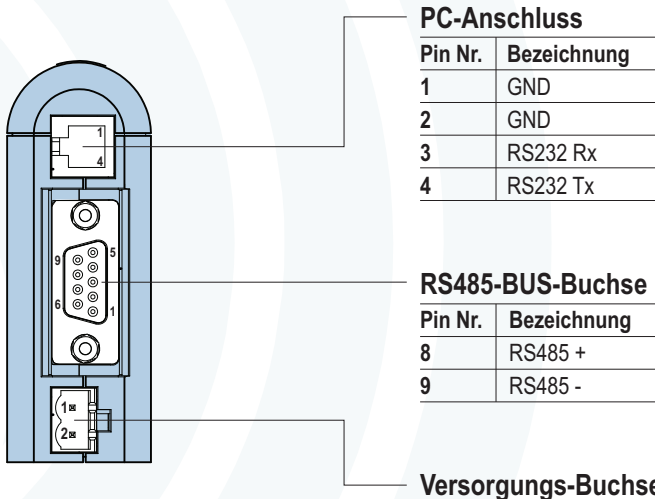 PC-Anschluss
Pin Nr. Bezeichnung
1 GND
2 GND
3 RS232 Rx
4 RS232 Tx
1
4
RS485-BUS-Buchse
Pin Nr. Bezeichnung
8 RS485 +
9 RS485 -
5
9
6
1
1
2
Versorgungs-Buchse